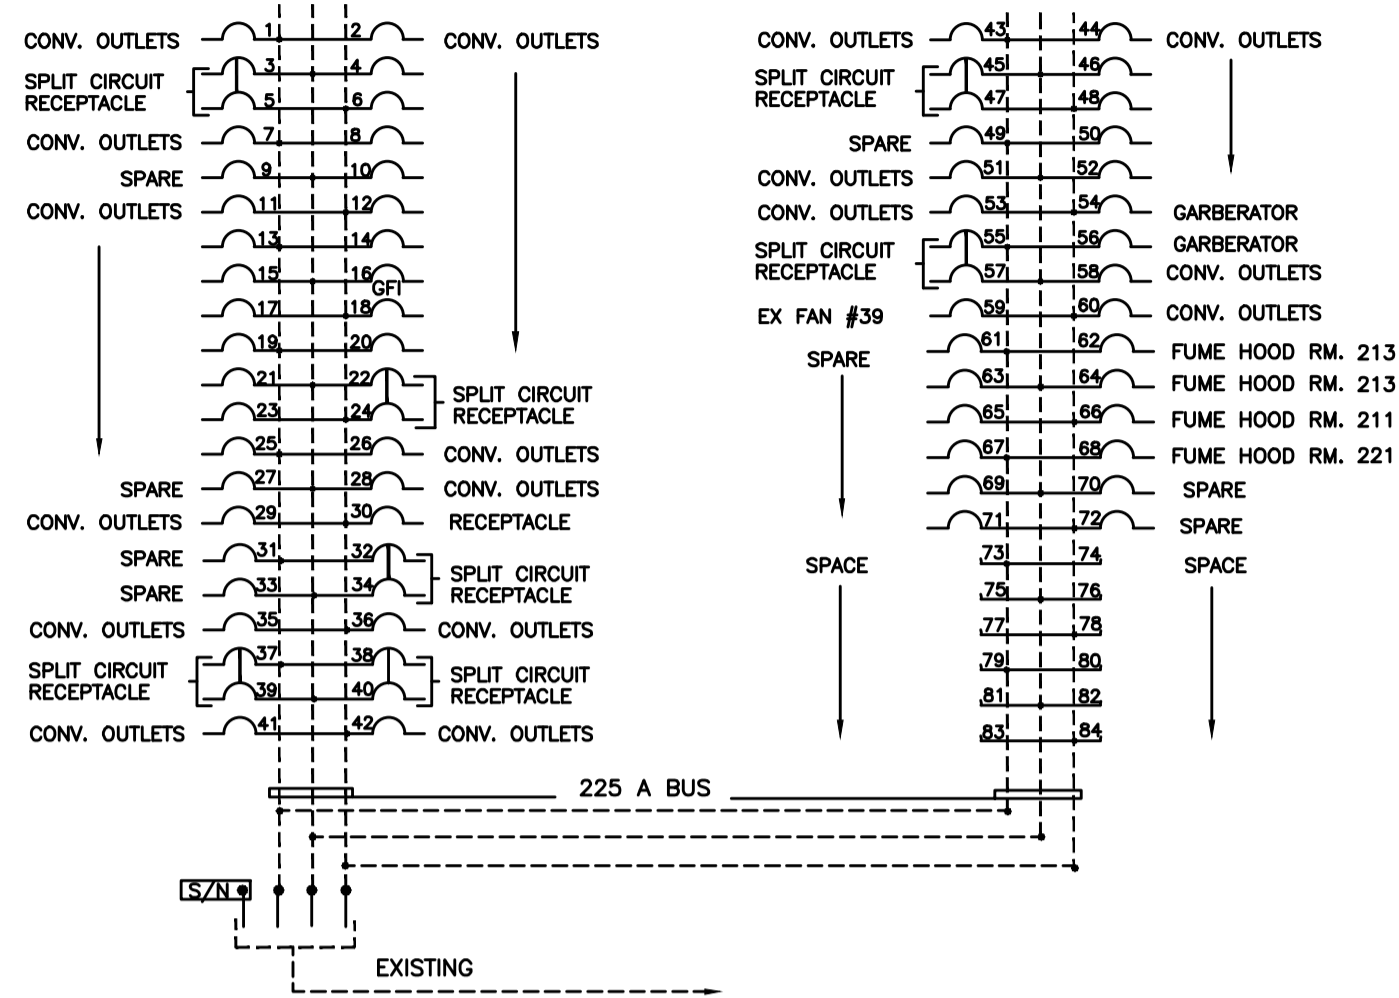 CONV. OUTLETS 1 2 CONV. OUTLETS
SPLIT CIRCUIT RECEPTACLE 3 4
5 6
CONV. OUTLETS 7 8
SPARE 9 10
CONV. OUTLETS 11 12
13 14
15 16
GFI
17 18
19 20
21 22 SPLIT CIRCUIT RECEPTACLE
23 24
25 26 CONV. OUTLETS
SPARE 27 28 CONV. OUTLETS
CONV. OUTLETS 29 30 RECEPTACLE
SPARE 31 32 SPLIT CIRCUIT RECEPTACLE
SPARE 33 34
CONV. OUTLETS 35 36 CONV. OUTLETS
SPLIT CIRCUIT RECEPTACLE 37 38 SPLIT CIRCUIT RECEPTACLE
39 40
CONV. OUTLETS 41 42 CONV. OUTLETS
CONV. OUTLETS 43 44 CONV. OUTLETS
SPLIT CIRCUIT RECEPTACLE 45 46
47 48
SPARE 49 50
CONV. OUTLETS 51 52
CONV. OUTLETS 53 54 GARBERATOR
SPLIT CIRCUIT RECEPTACLE 55 56 GARBERATOR
57 58 CONV. OUTLETS
EX FAN #39 59 60 CONV. OUTLETS
SPARE 61 62 FUME HOOD RM. 213
63 64 FUME HOOD RM. 213
65 66 FUME HOOD RM. 211
67 68 FUME HOOD RM. 221
69 70 SPARE
71 72 SPARE
SPACE 73 74 SPACE
75 76
77 78
79 80
81 82
83 84
225 A BUS
S/N
EXISTING